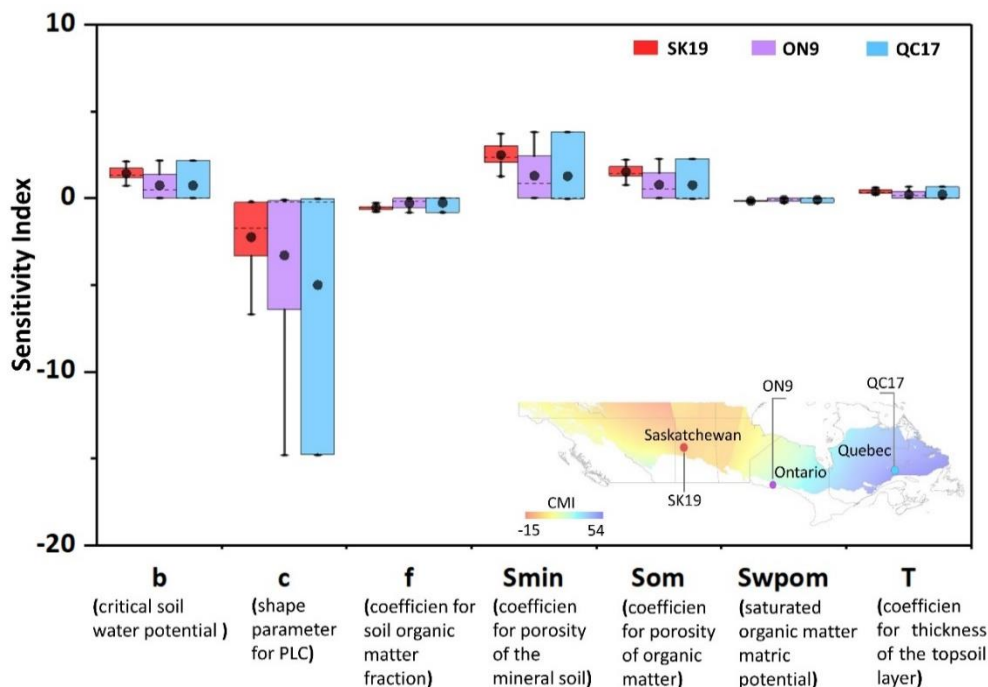 10
SK19 ON9 QC17
0
-10
-20
Sensitivity Index
ON9 QC17
Saskatchewan
Quebec
Ontario
SK19
CMI
-15 54
b c f Smin Som Swpom T
(critical soil
water potential )
(shape
parameter
for PLC)
(coefficien for
soil organic
matter
fraction)
(coefficien
for porosity
of the
mineral soil)
(coefficien
for porosity
of organic
matter)
(saturated
organic matter
matric
potential)
(coefficien
for thickness
of the topsoil
layer)